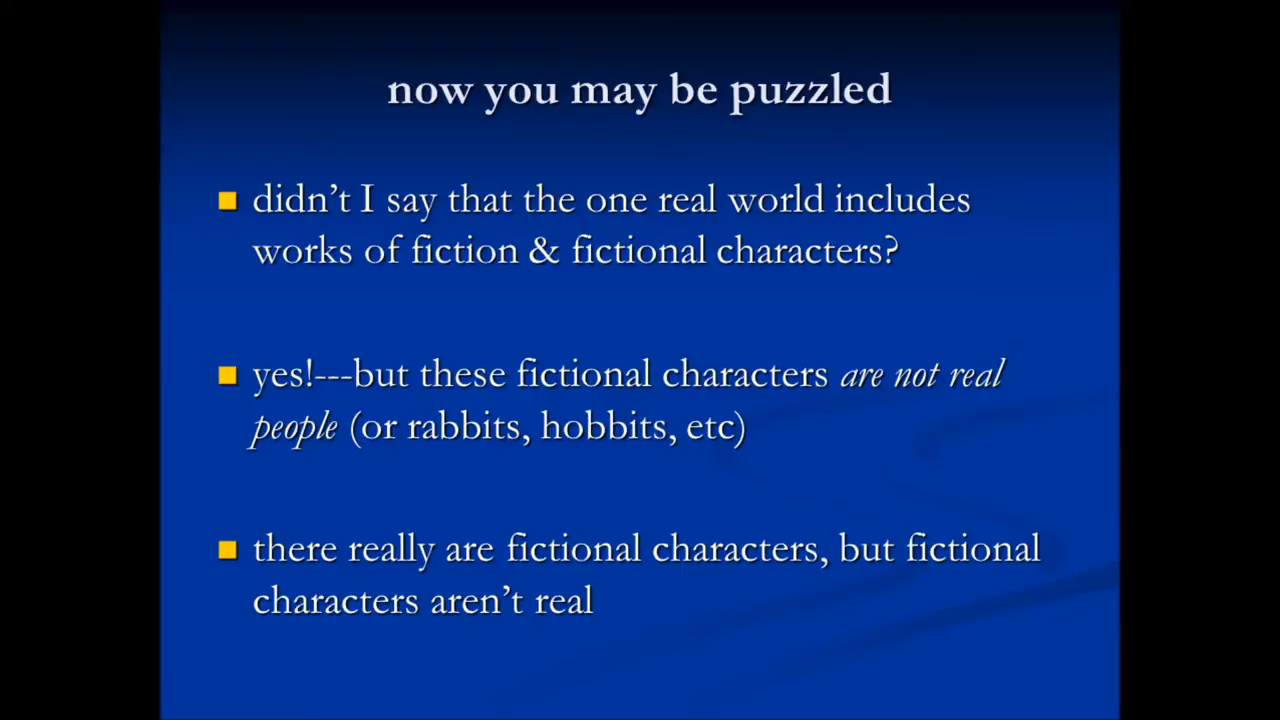 now you may be puzzled
didn’t I say that the one real world includes
works of fiction & fictional characters?
yes!---but these fictional characters are not real
people (or rabbits, hobbits, etc)
there really are fictional characters, but fictional
characters aren’t real